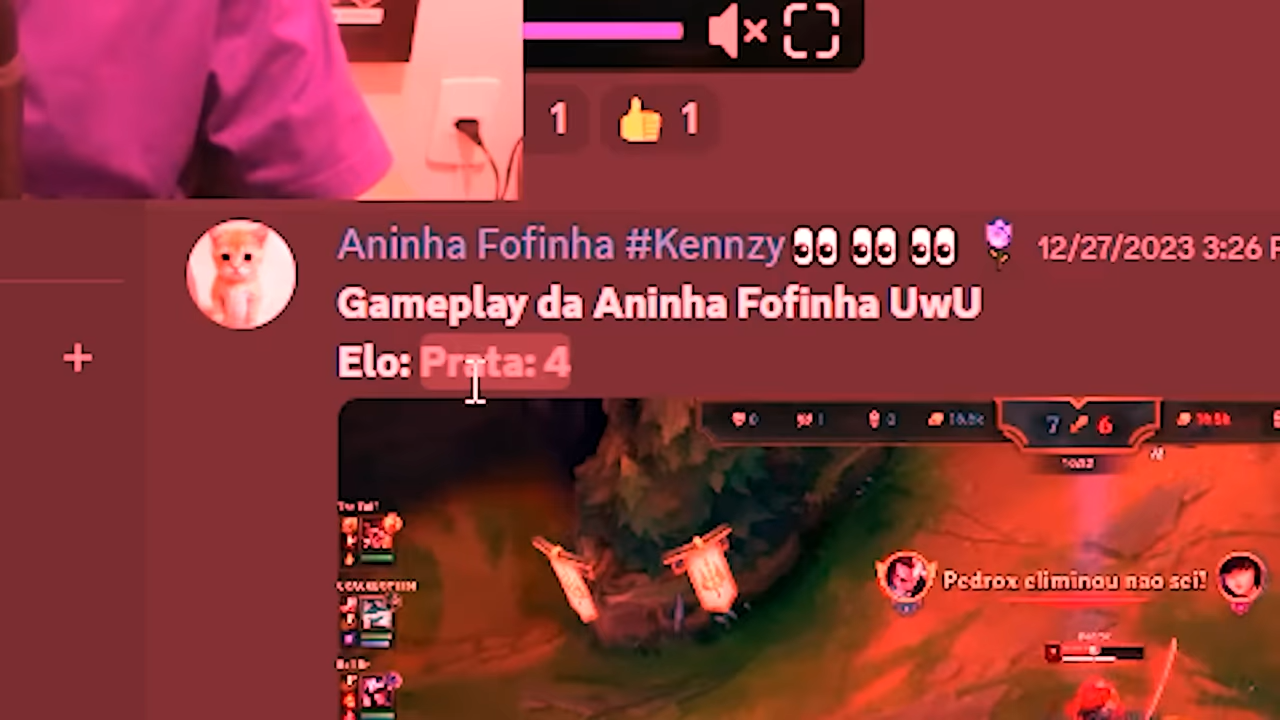 1 1
Aninha Fofinha #Kennzy 12/27/2023 3:26
Gameplay da Aninha Fofinha UwU
Elo: Prata: 4
7 6
Pedrox eliminou nao sei!